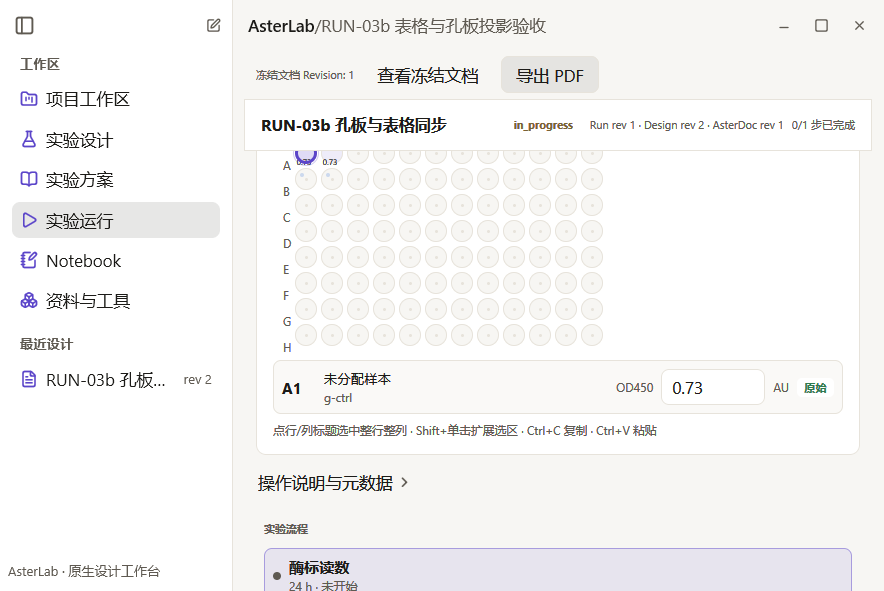 AsterLab/RUN-03b 表格与孔板投影验收
工作区
项目工作区
实验设计
实验方案
实验运行
Notebook
资料与工具
最近设计
RUN-03b 孔板... rev 2
AsterLab · 原生设计工作台
冻结文档 Revision: 1 查看冻结文档 导出 PDF
RUN-03b 孔板与表格同步 in_progress Run rev 1 · Design rev 2 · AsterDoc rev 1 0/1 步已完成
0.73 0.73
A
B
C
D
E
F
G
H
A1 未分配样本 OD450 0.73 AU 原始
g-ctrl
点行/列标题选中整行整列 · Shift+单击扩展选区 · Ctrl+C 复制 · Ctrl+V 粘贴
操作说明与元数据
实验流程
酶标读数
24 h · 未开始